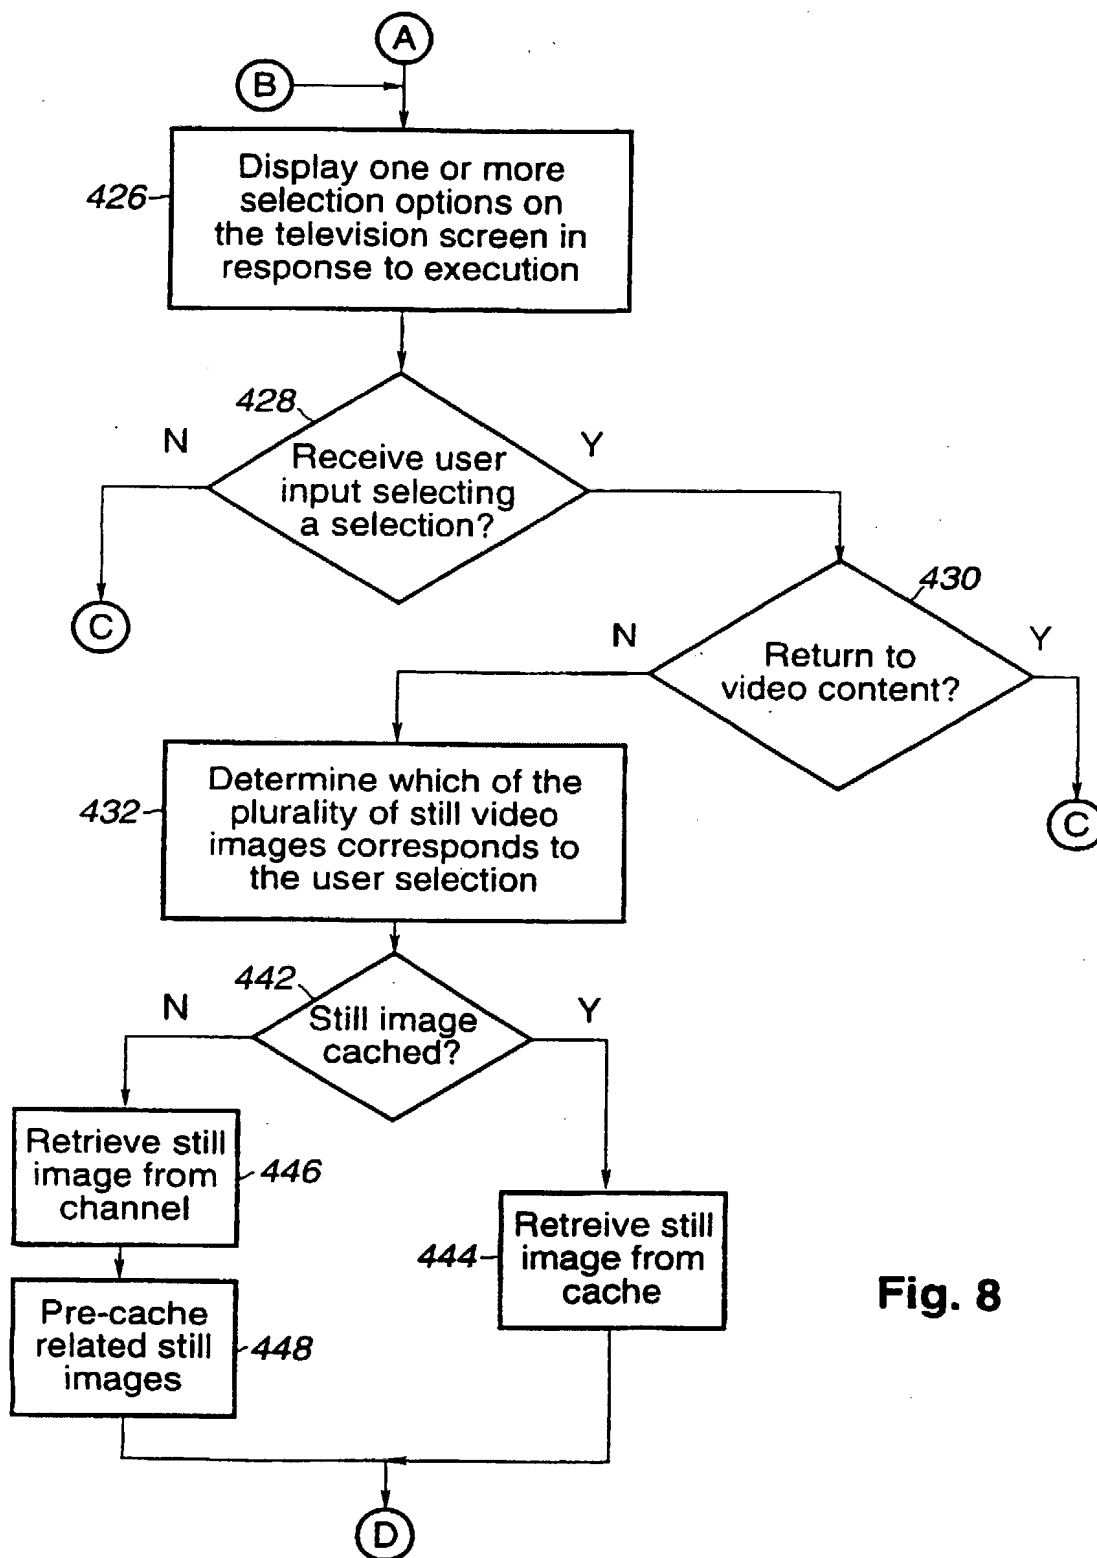 A
B
Display one or more
selection options on
the television screen in
response to execution
426
428
N
Y
Receive user
input selecting
a selection?
C
430
N
Y
Return to
video content?
C
Determine which of the
plurality of still video
images corresponds to
the user selection
432
442
N
Y
Still image
cached?
Retrieve still
image from
channel
446
Retreive still
image from
cache
444
Pre-cache
related still
images
448
Fig. 8
D